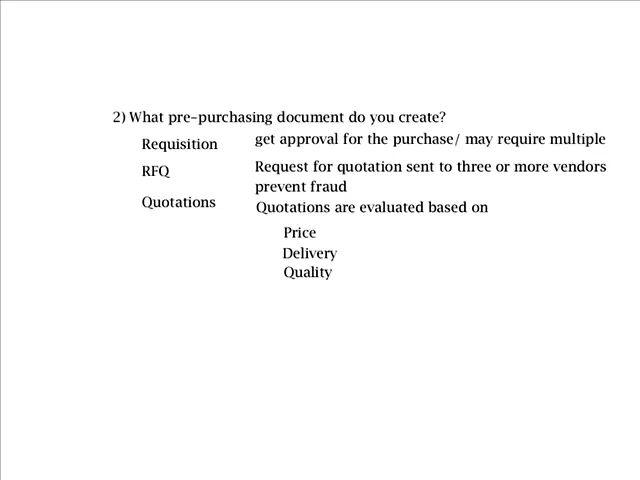 2) What pre-purchasing document do you create?
Requisition get approval for the purchase/ may require multiple
RFQ Request for quotation sent to three or more vendors
prevent fraud
Quotations Quotations are evaluated based on
Price
Delivery
Quality